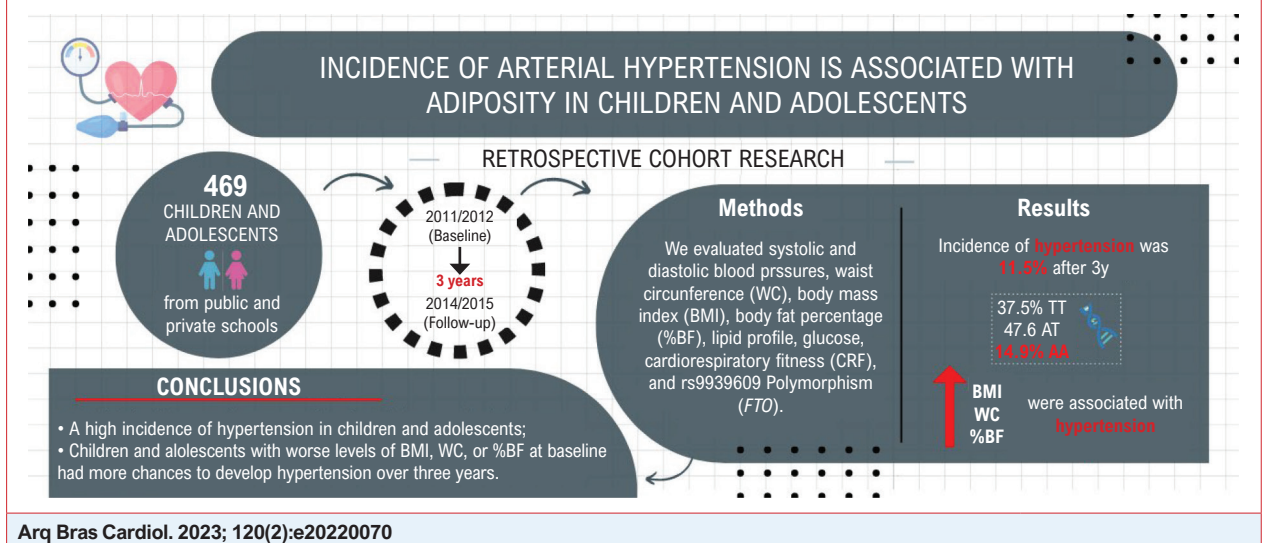 INCIDENCE OF ARTERIAL HYPERTENSION IS ASSOCIATED WITH
ADIPOSITY IN CHILDREN AND ADOLESCENTS
RETROSPECTIVE COHORT RESEARCH
469
CHILDREN AND
ADOLESCENTS
from public and
private schools
2011/2012
(Baseline)
3 years
2014/2015
(Follow-up)
Methods
We evaluated systolic and
diastolic blood prssures, waist
circunference (WC), body mass
index (BMI), body fat percentage
(%BF), lipid profile, glucose,
cardiorespiratory fitness (CRF),
and rs9939609 Polymorphism
(FTO).
Results
Incidence of hypertension was
11.5% after 3y
37.5% TT
47.6 AT
14.9% AA
BMI
WC
%BF
were associated with
hypertension
CONCLUSIONS
• A high incidence of hypertension in children and adolescents;
• Children and alolescents with worse levels of BMI, WC, or %BF at baseline
had more chances to develop hypertension over three years.
Arq Bras Cardiol. 2023; 120(2):e20220070